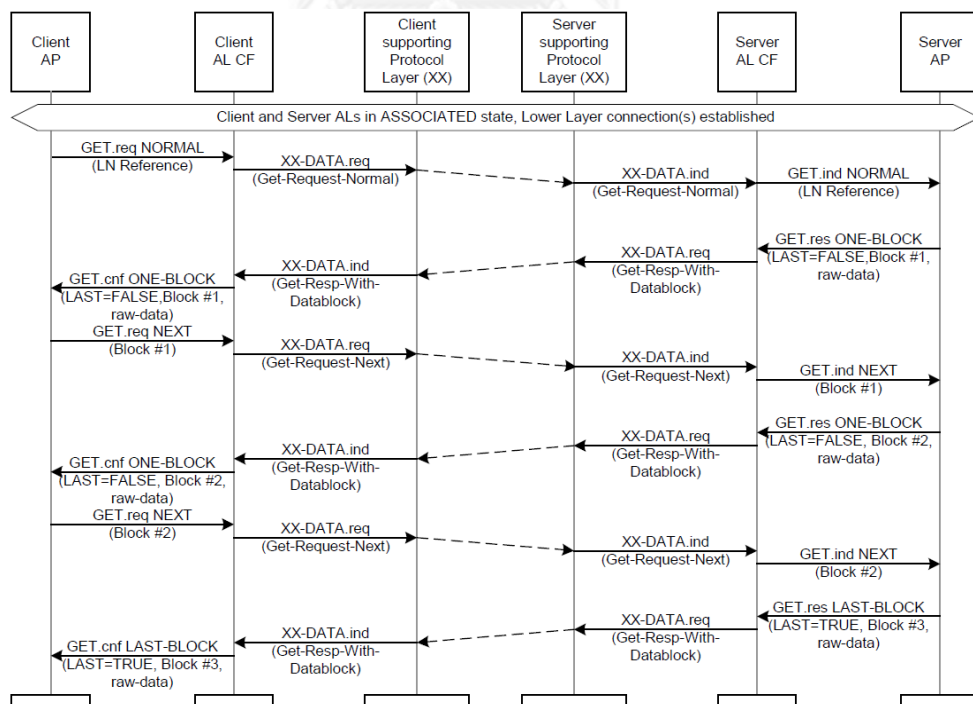 Client
AP
Client
AL CF
Client
supporting
Protocol
Layer (XX)
Server
supporting
Protocol
Layer (XX)
Server
AL CF
Server
AP
Client and Server ALs in ASSOCIATED state, Lower Layer connection(s) established
GET.req NORMAL
(LN Reference)
XX-DATA.req
(Get-Request-Normal)
XX-DATA.ind
(Get-Request-Normal)
GET.ind NORMAL
(LN Reference)
GET.res ONE-BLOCK
(LAST=FALSE,Block #1,
raw-data)
XX-DATA.req
(Get-Resp-With-
Datablock)
XX-DATA.ind
(Get-Resp-With-
Datablock)
GET.cnf ONE-BLOCK
(LAST=FALSE,Block #1,
raw-data)
GET.req NEXT
(Block #1)
XX-DATA.req
(Get-Request-Next)
XX-DATA.ind
(Get-Request-Next)
GET.ind NEXT
(Block #1)
GET.res ONE-BLOCK
(LAST=FALSE, Block #2,
raw-data)
XX-DATA.req
(Get-Resp-With-
Datablock)
XX-DATA.ind
(Get-Resp-With-
Datablock)
GET.cnf ONE-BLOCK
(LAST=FALSE, Block #2,
raw-data)
GET.req NEXT
(Block #2)
XX-DATA.req
(Get-Request-Next)
XX-DATA.ind
(Get-Request-Next)
GET.ind NEXT
(Block #2)
GET.res LAST-BLOCK
(LAST=TRUE, Block #3,
raw-data)
XX-DATA.req
(Get-Resp-With-
Datablock)
XX-DATA.ind
(Get-Resp-With-
Datablock)
GET.cnf LAST-BLOCK
(LAST=TRUE, Block #3,
raw-data)